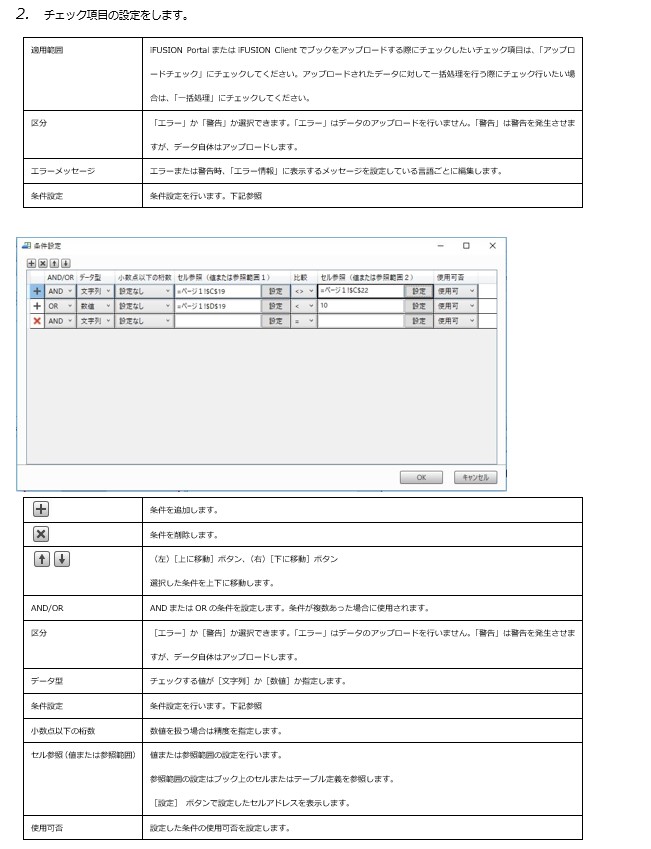 2. チェック項目の設定をします。
適用範囲
iFUSION Portal または iFUSION Client でブックをアップロードする際にチェックしたいチェック項目は、「アップロ
ードチェック」にチェックしてください。アップロードされたデータに対して一括処理を行う際にチェック行いたい場
合は、「一括処理」にチェックしてください。
区分
「エラー」か「警告」か選択できます。「エラー」はデータのアップロードを行いません。「警告」は警告を発生させま
すが、データ自体はアップロードします。
エラーメッセージ
エラーまたは警告時、「エラー情報」に表示するメッセージを設定している言語ごとに編集します。
条件設定
条件設定を行います。下記参照
条件設定
AND/OR データ型 小数点以下の桁数 セル参照（値または参照範囲1） 比較 セル参照（値または参照範囲2） 使用可否
AND 文字列 設定なし =ページ1!$C$19 設定 <> =ページ1!$C$22 設定 使用可
OR 数値 設定なし =ページ1!$D$19 設定 < 10 設定 使用可
AND 文字列 設定なし 設定 = 設定 使用可
OK キャンセル
条件を追加します。
条件を削除します。
（左）［上に移動］ボタン、（右）［下に移動］ボタン
選択した条件を上下に移動します。
AND/OR
AND または OR の条件を設定します。条件が複数あった場合に使用されます。
区分
［エラー］か［警告］か選択できます。「エラー」はデータのアップロードを行いません。「警告」は警告を発生させま
すが、データ自体はアップロードします。
データ型
チェックする値が［文字列］か［数値］か指定します。
条件設定
条件設定を行います。下記参照
小数点以下の桁数
数値を扱う場合は精度を指定します。
セル参照（値または参照範囲）
値または参照範囲の設定を行います。
参照範囲の設定はブック上のセルまたはテーブル定義を参照します。
［設定］ ボタンで設定したセルアドレスを表示します。
使用可否
設定した条件の使用可否を設定します。